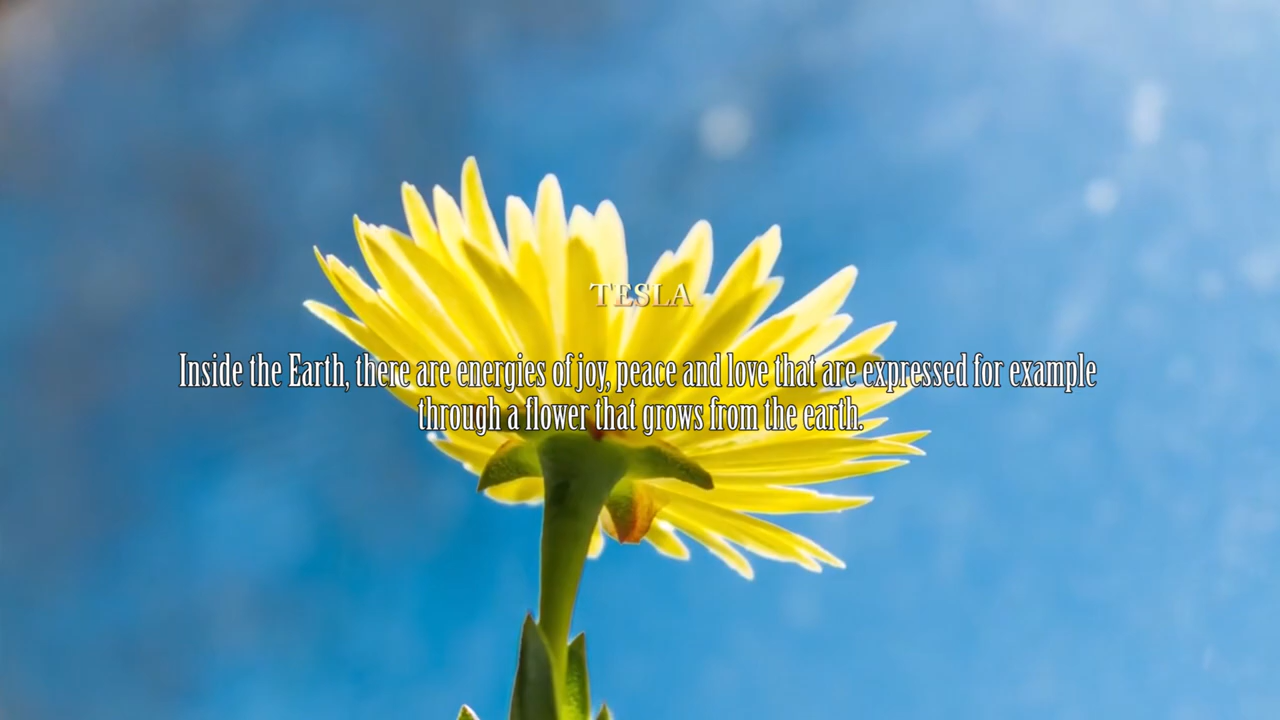 TESLA
Inside the Earth, there are energies of joy, peace and love that are expressed for example
through a flower that grows from the earth.